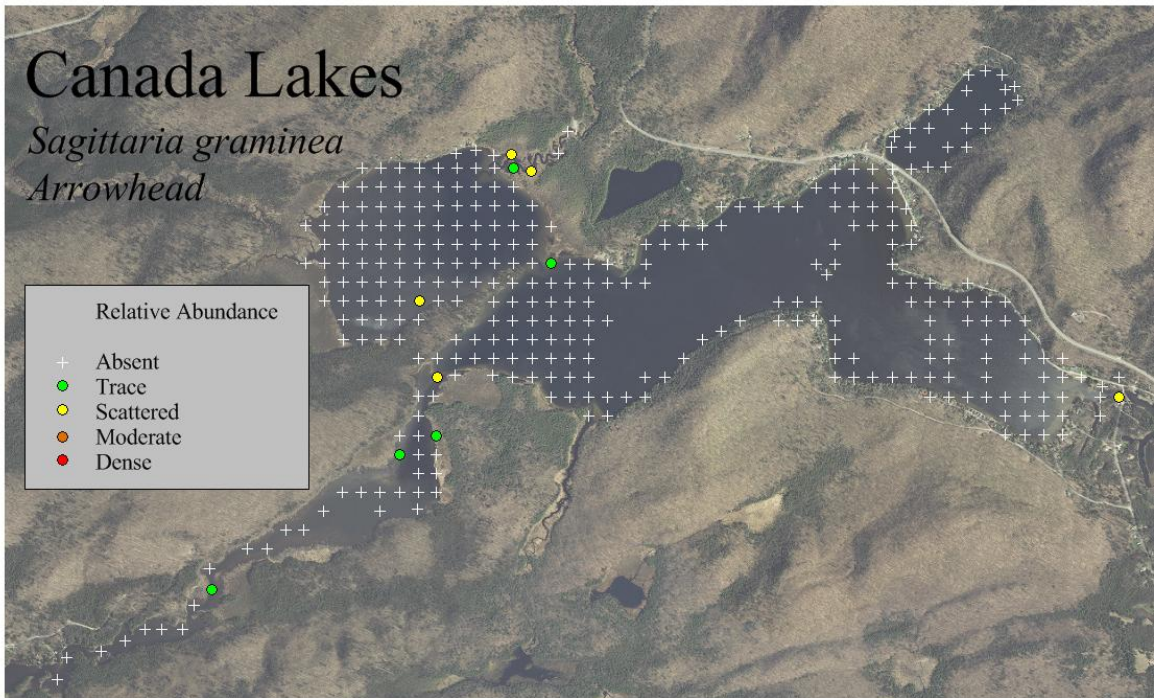 Canada Lakes
Sagittaria graminea
Arrowhead
Relative Abundance
Absent
Trace
Scattered
Moderate
Dense